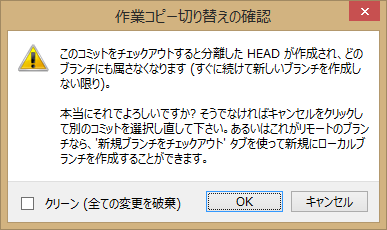 作業コピー切り替えの確認
このコミットをチェックアウトすると分離した HEAD が作成され、どの
ブランチにも属さなくなります (すぐに続けて新しいブランチを作成し
ない限り)。
本当にそれでよろしいですか? そうでなければキャンセルをクリックし
て別のコミットを選択し直して下さい。あるいはこれがリモートのブラン
チなら、'新規ブランチをチェックアウト' タブを使って新規にローカルブ
ランチを作成することができます。
クリーン (全ての変更を破棄)
OK
キャンセル